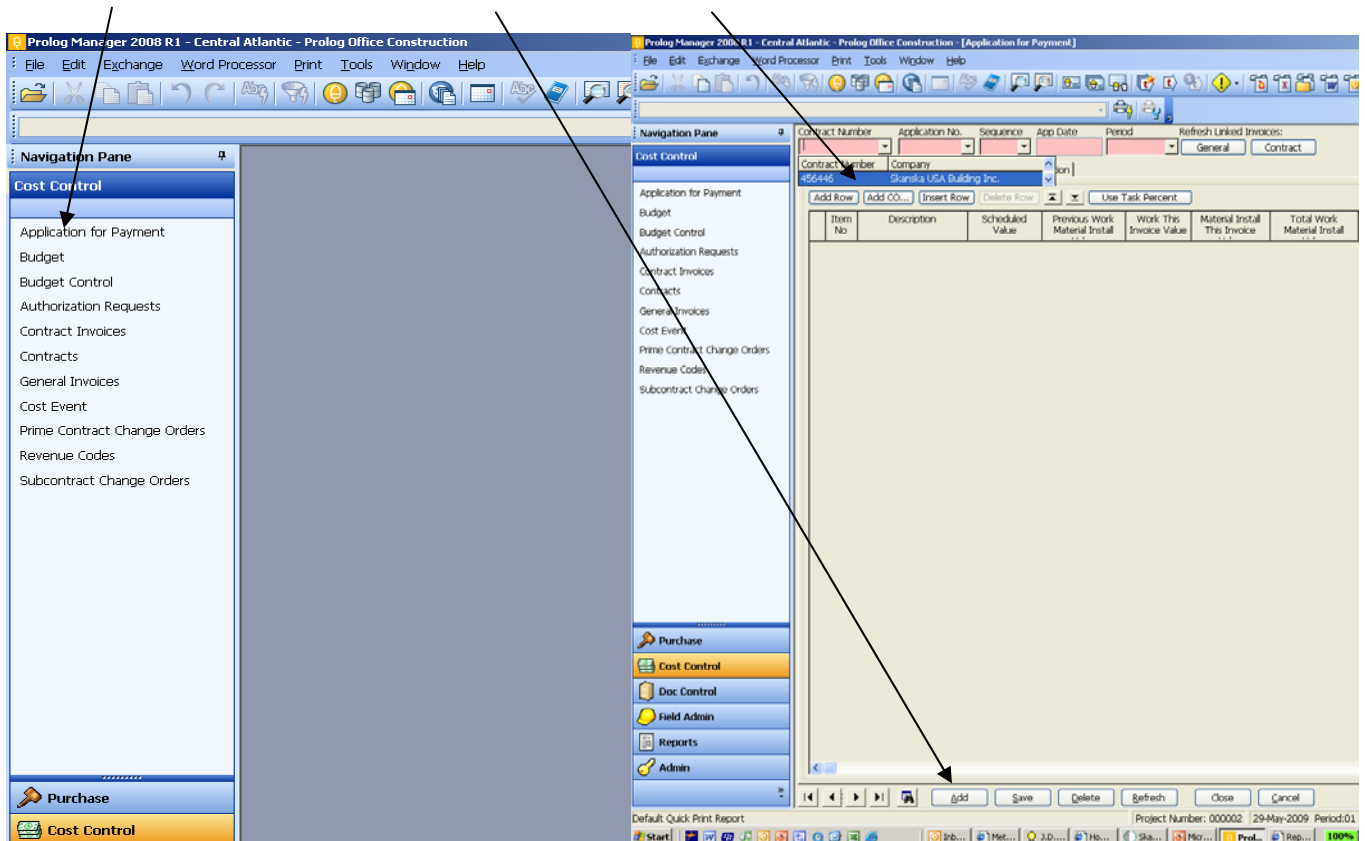 Prolog Manager 2008 R1 - Central Atlantic - Prolog Office Construction
File Edit Exchange Word Processor Print Tools Window Help
Navigation Pane
Cost Control
Application for Payment
Budget
Budget Control
Authorization Requests
Contract Invoices
Contracts
General Invoices
Cost Event
Prime Contract Change Orders
Revenue Codes
Subcontract Change Orders
Purchase
Cost Control
Prolog Manager 2008 R1 - Central Atlantic - Prolog Office Construction - [Application for Payment]
File Edit Exchange Word Processor Print Tools Window Help
Navigation Pane
Cost Control
Application for Payment
Budget
Budget Control
Authorization Requests
Contract Invoices
Contracts
General Invoices
Cost Event
Prime Contract Change Orders
Revenue Codes
Subcontract Change Orders
Purchase
Cost Control
Doc Control
Field Admin
Reports
Admin
Contract Number Application No. Sequence App Date Period Refresh Linked Invoices:
General Contract
Contract Number Company
456446 Skanska USA Building Inc.
Add Row Add CO... Insert Row Delete Row Use Task Percent
Item No Description Scheduled Value Previous Work Material Install Work This Invoice Value Material Install This Invoice Total Work Material Install
Add Save Delete Refresh Close Cancel
Default Quick Print Report Project Number: 000002 29-May-2009 Period:01
Start Inb... Met... J.D.... Ho... Ska... Mcr... Prol... Rep... 100%